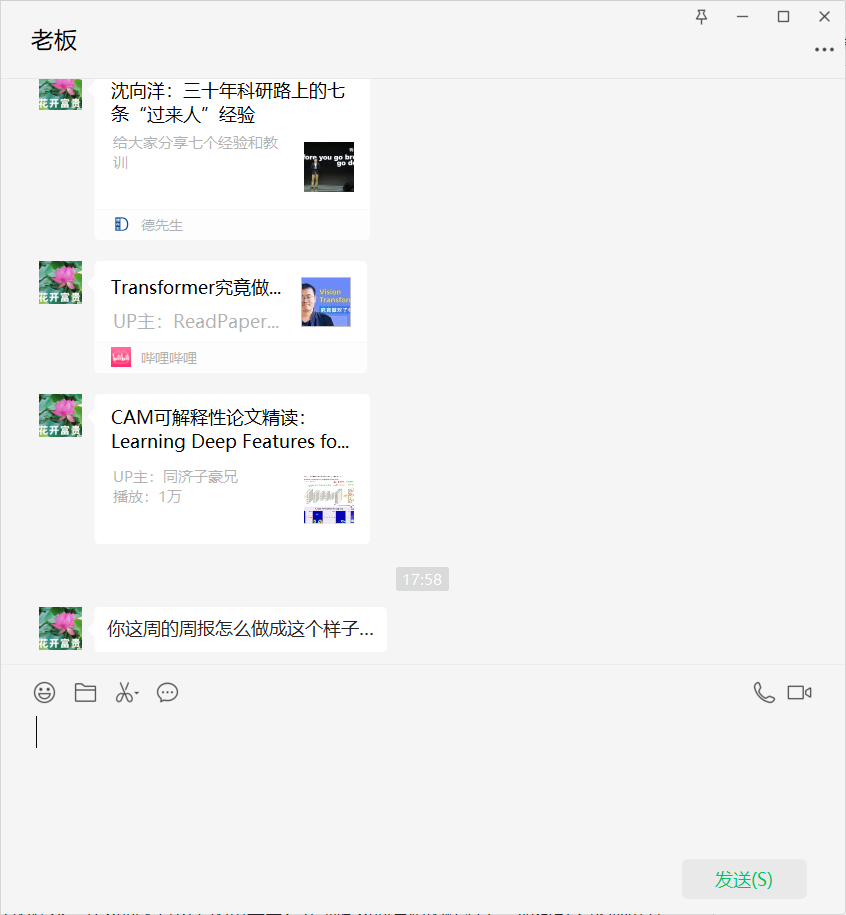 老板
沈向洋：三十年科研路上的七
条“过来人”经验
给大家分享七个经验和教
训
德先生
花开富贵
Transformer究竟做...
UP主：ReadPaper...
Vision
Transfor
哔哩哔哩
花开富贵
CAM可解释性论文精读：
Learning Deep Features fo...
UP主：同济子豪兄
播放：1万
花开富贵
17:58
你这周的周报怎么做成这个样子...
花开富贵
发送(S)